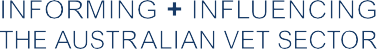 INFORMING + INFLUENCING
THE AUSTRALIAN VET SECTOR